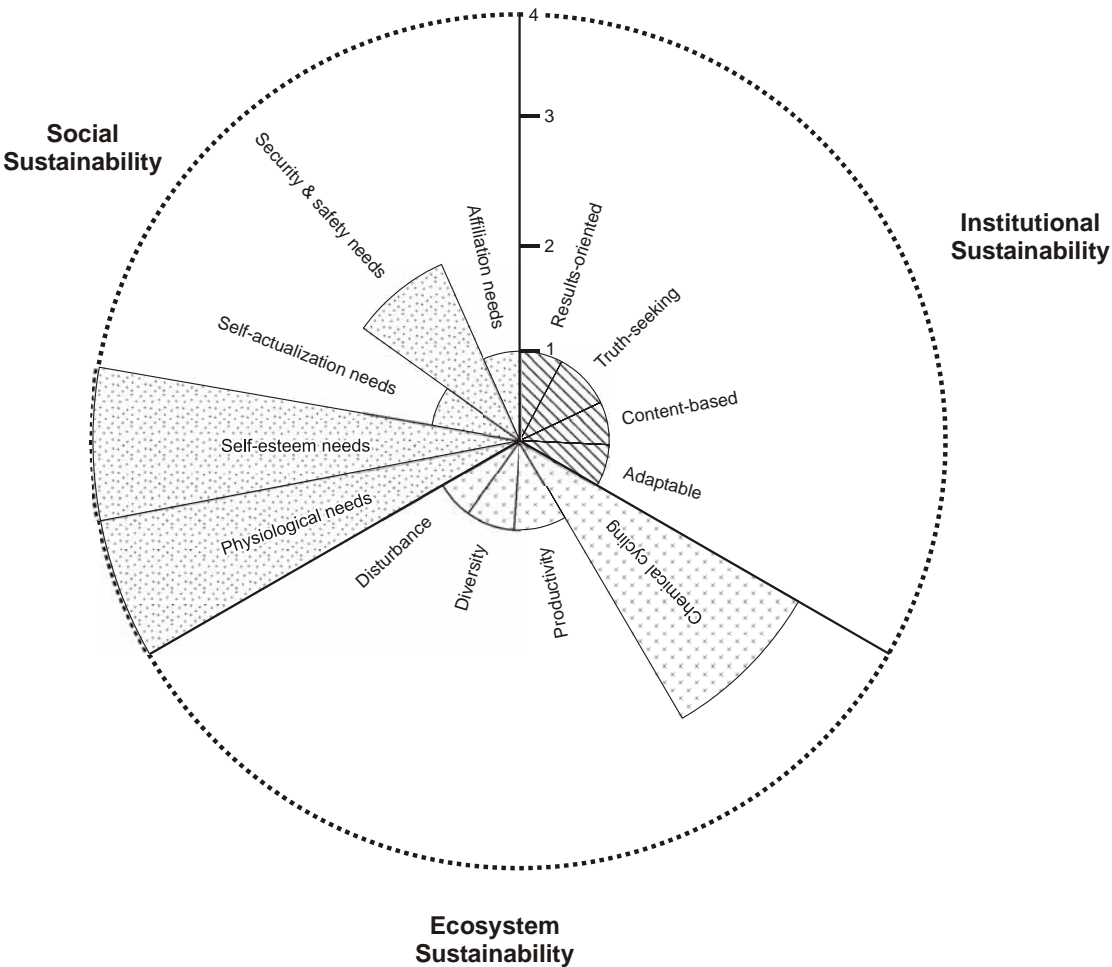 4
3
2
1
Social
Sustainability
Institutional
Sustainability
Security & safety needs
Affiliation needs
Results-oriented
Truth-seeking
Content-based
Adaptable
Self-actualization needs
Self-esteem needs
Physiological needs
Disturbance
Diversity
Productivity
Chemical cycling
Ecosystem
Sustainability